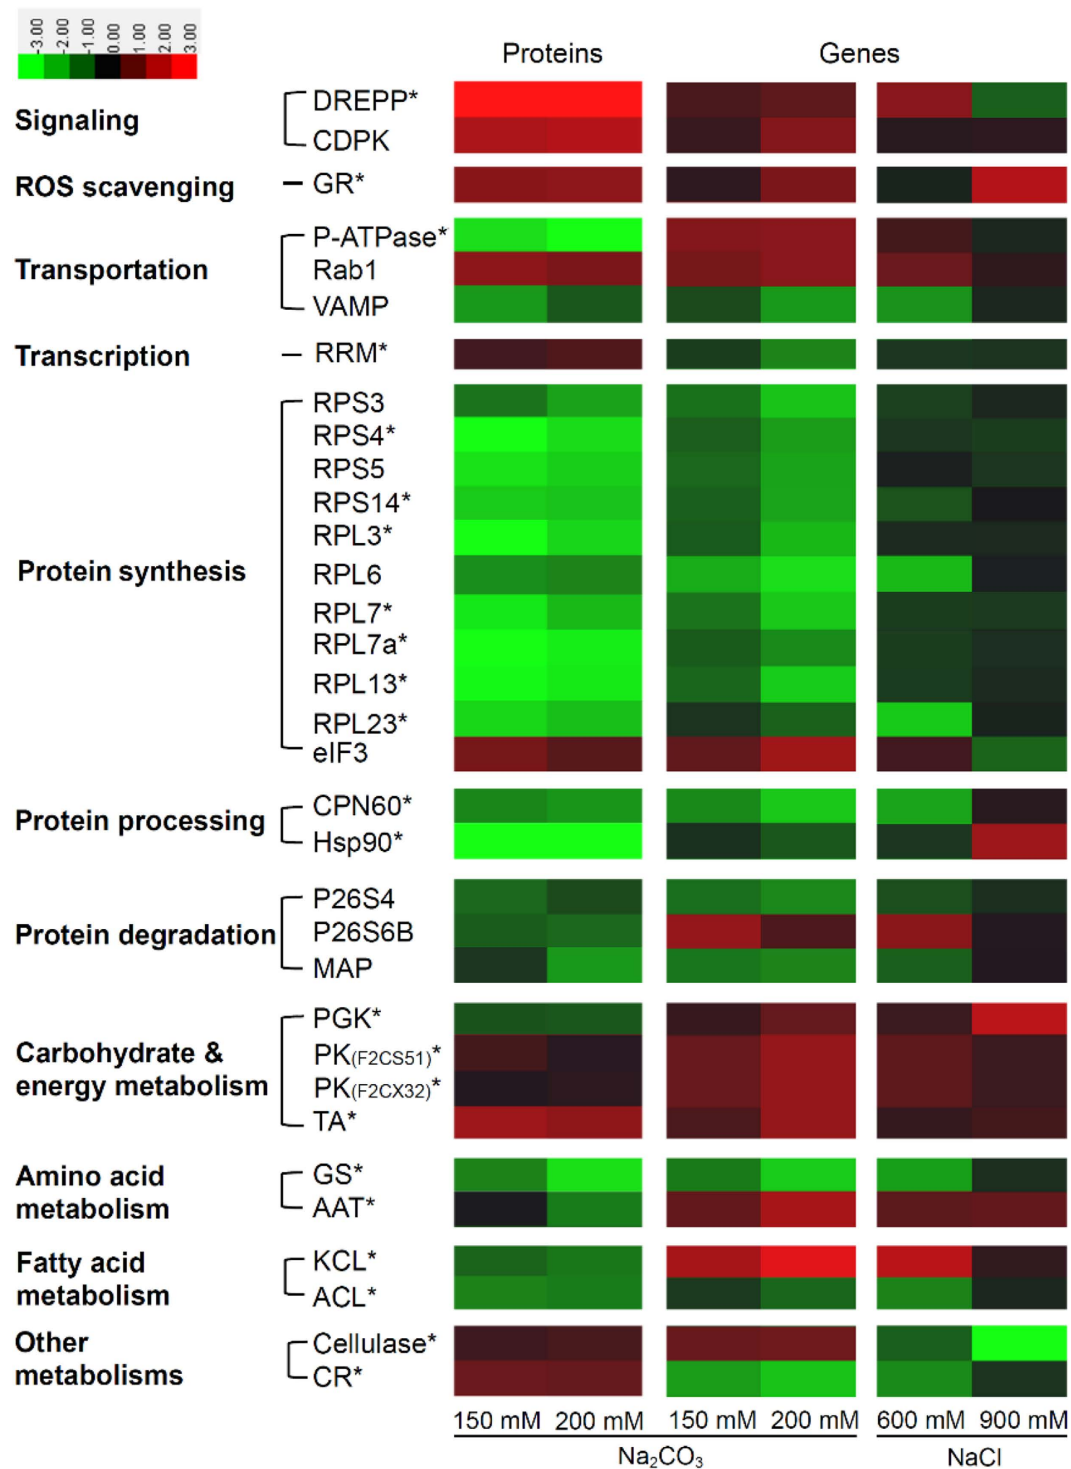 -3.00
-2.00
-1.00
0.00
1.00
2.00
3.00
Proteins Genes
Signaling
DREPP*
CDPK
ROS scavenging
GR*
Transportation
P-ATPase*
Rab1
VAMP
Transcription
RRM*
Protein synthesis
RPS3
RPS4*
RPS5
RPS14*
RPL3*
RPL6
RPL7*
RPL7a*
RPL13*
RPL23*
eIF3
Protein processing
CPN60*
Hsp90*
Protein degradation
P26S4
P26S6B
MAP
Carbohydrate &
energy metabolism
PGK*
PK(F2CS51)*
PK(F2CX32)*
TA*
Amino acid
metabolism
GS*
AAT*
Fatty acid
metabolism
KCL*
ACL*
Other
metabolisms
Cellulase*
CR*
150 mM 200 mM 150 mM 200 mM 600 mM 900 mM
Na₂CO₃ NaCl